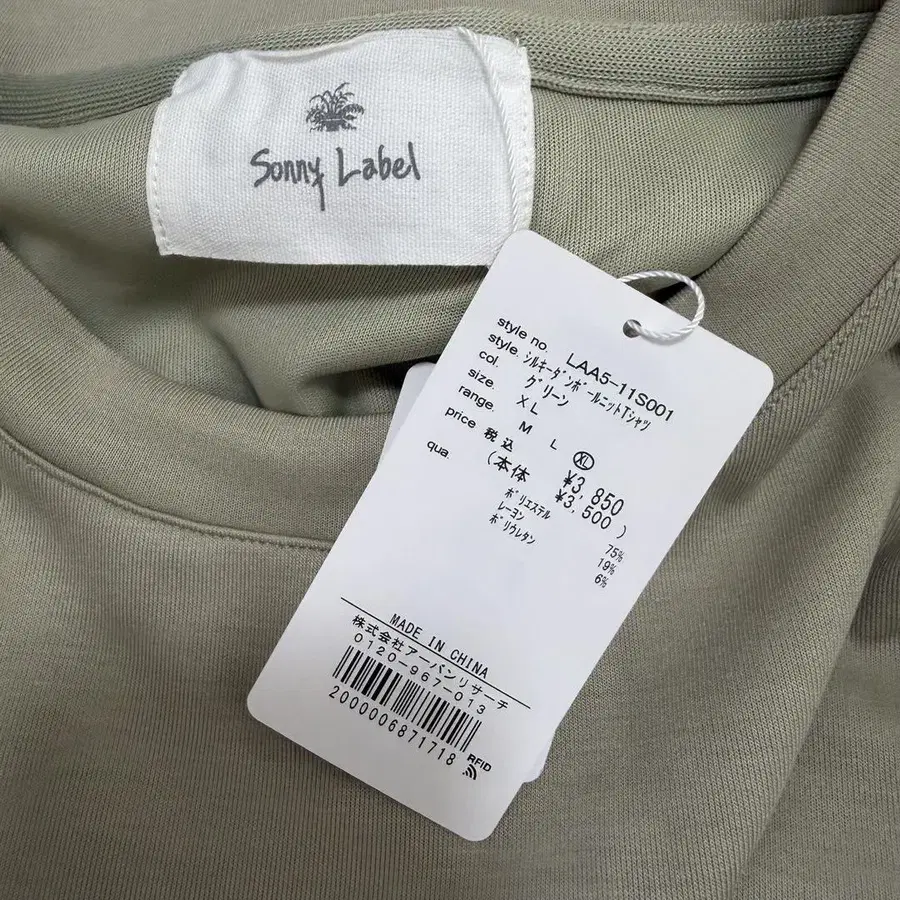 Sonny Label
style no. LAA5-11S001
style シルキーダンボールニットTシャツ
col. グリーン
size. XL
range. M L XL
price 税込 ¥3,850
(本体 ¥3,500)
qua. ポリエステル 75%
レーヨン 19%
ポリウレタン 6%
MADE IN CHINA
株式会社アーバンリサーチ
0120-967-013
2000006871718
RFID